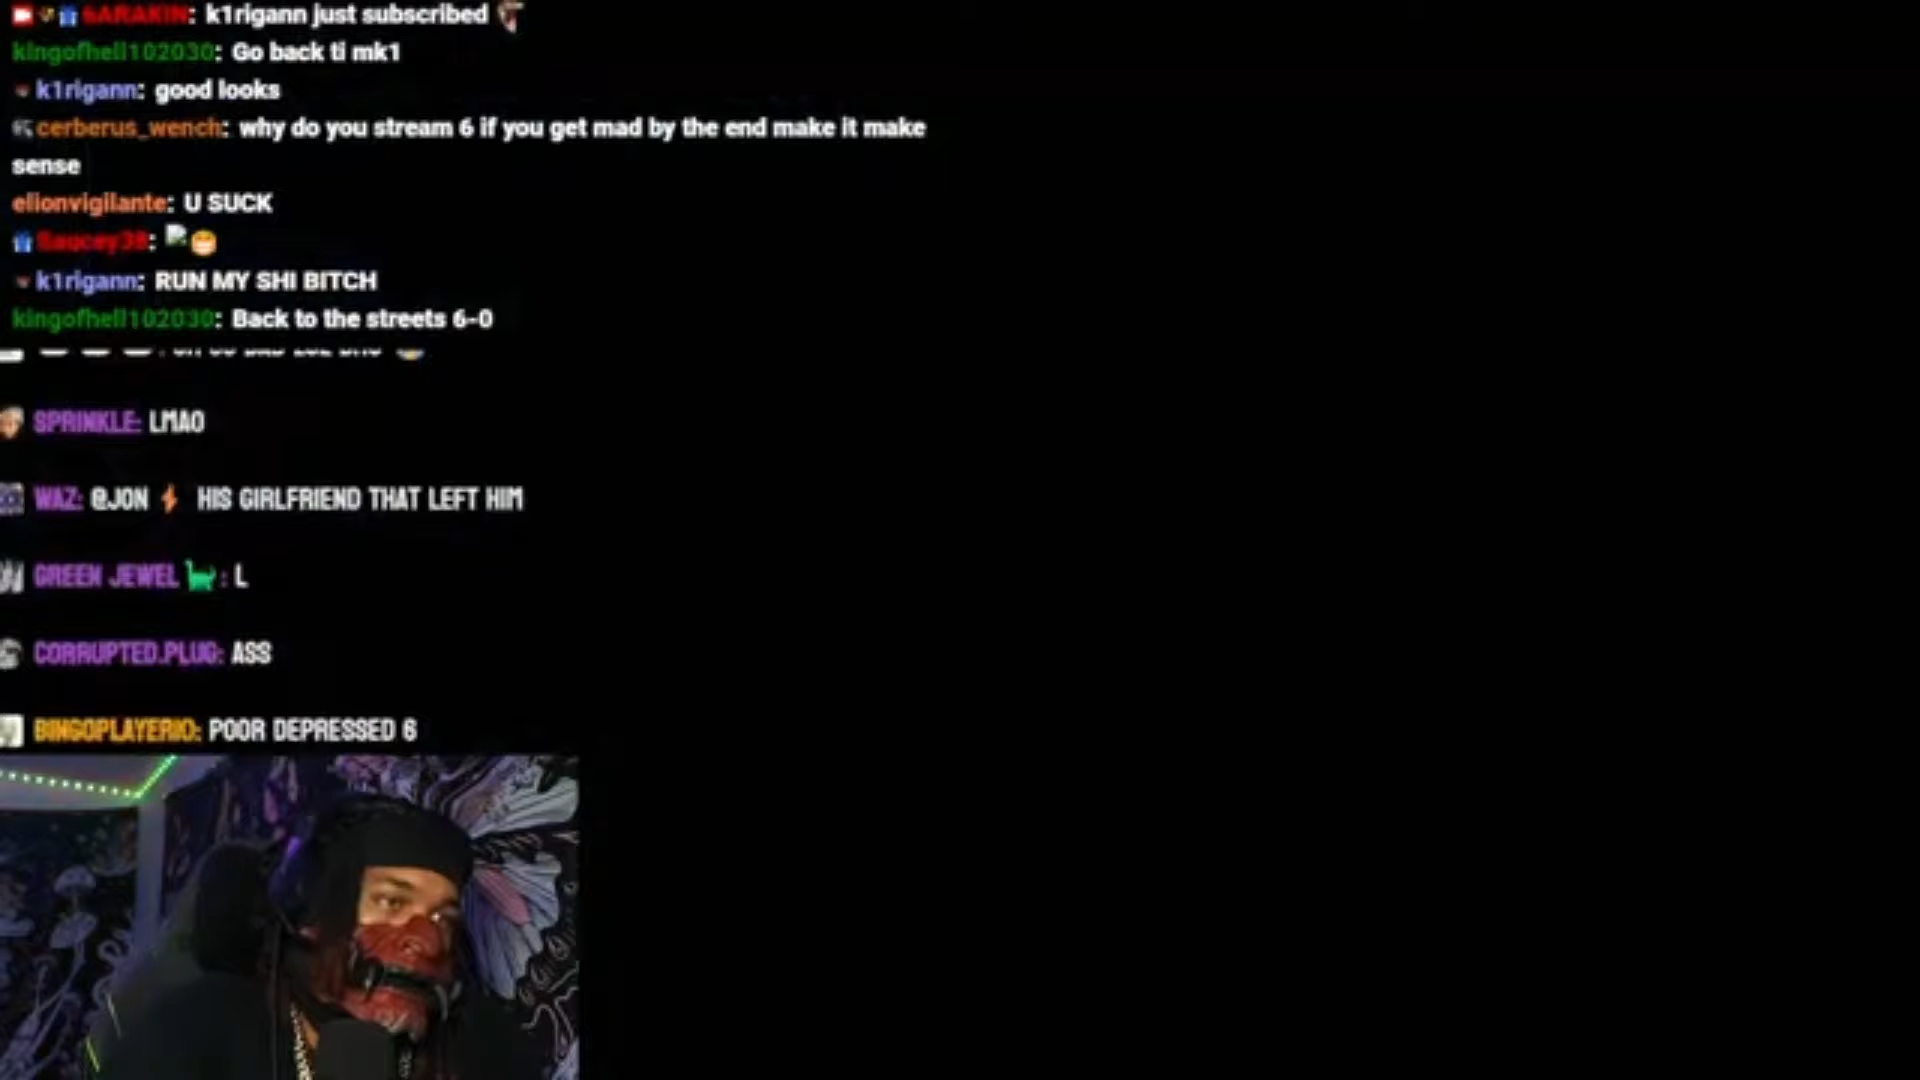 6ARAKIN: k1rigann just subscribed
kingofhell102030: Go back ti mk1
k1rigann: good looks
cerberus_wench: why do you stream 6 if you get mad by the end make it make
sense
elionvigilante: U SUCK
Saucey38:
k1rigann: RUN MY SHI BITCH
kingofhell102030: Back to the streets 6-0
SPRINKLE: LMAO
WAZ: @JON ⚡ HIS GIRLFRIEND THAT LEFT HIM
GREEN JEWEL 🦕: L
CORRUPTED.PLUG: ASS
BINGOPLAYERIO: POOR DEPRESSED 6